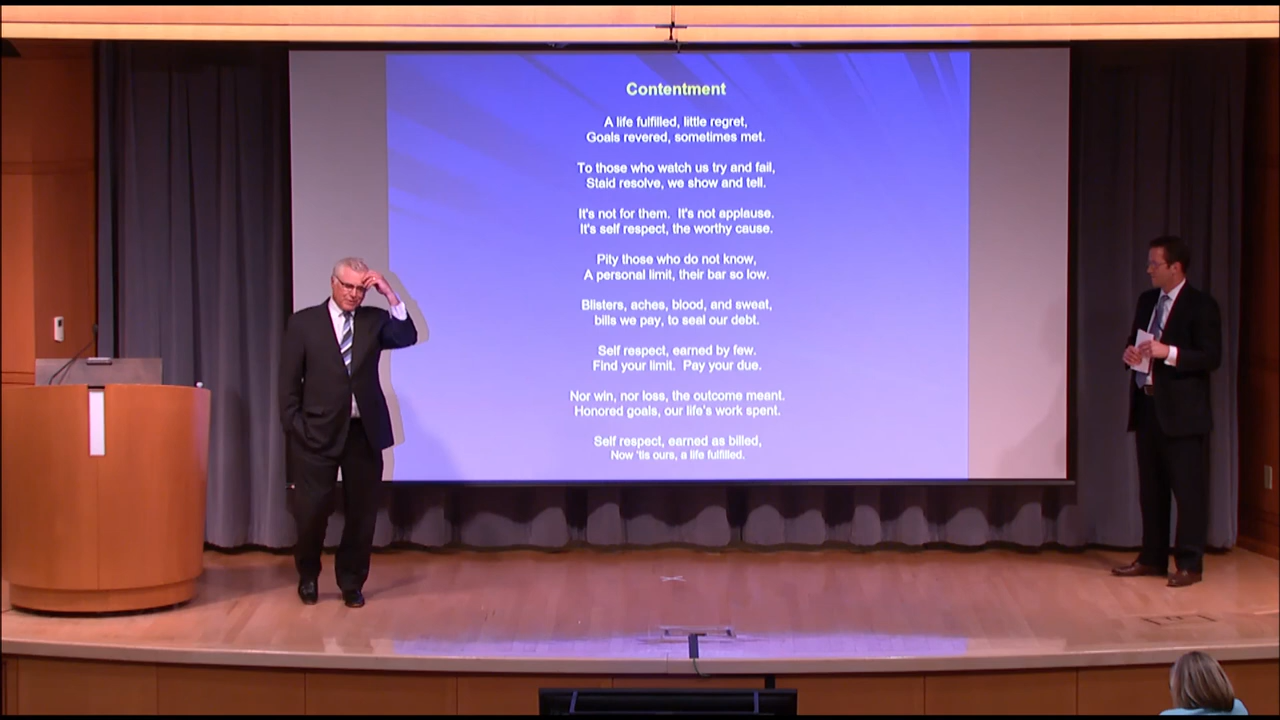 Contentment
A life fulfilled, little regret,
Goals revered, sometimes met.
To those who watch us try and fail,
Staid resolve, we show and tell.
It's not for them.  It's not applause.
It's self respect, the worthy cause.
Pity those who do not know,
A personal limit, their bar so low.
Blisters, aches, blood, and sweat,
bills we pay, to seal our debt.
Self respect, earned by few.
Find your limit.  Pay your due.
Nor win, nor loss, the outcome meant.
Honored goals, our life's work spent.
Self respect, earned as billed,
Now 'tis ours, a life fulfilled.